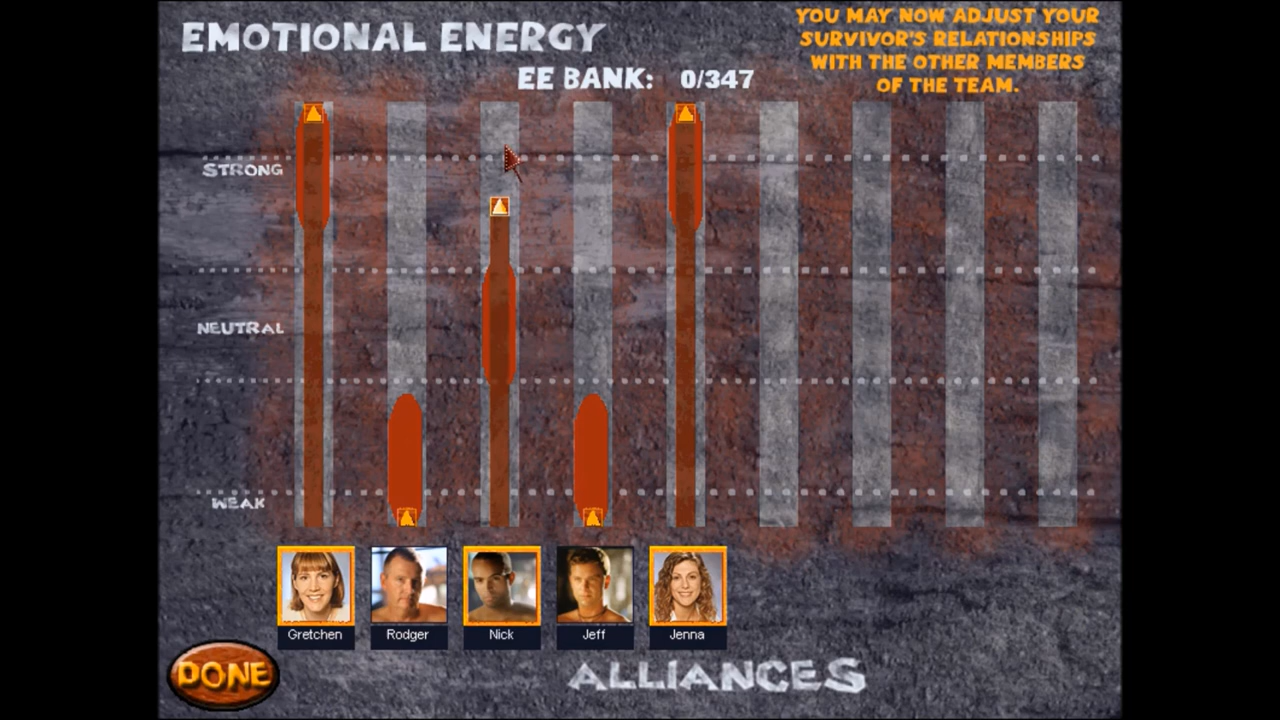 EMOTIONAL ENERGY
YOU MAY NOW ADJUST YOUR
SURVIVOR'S RELATIONSHIPS
WITH THE OTHER MEMBERS
OF THE TEAM.
EE BANK: 0/347
STRONG
NEUTRAL
WEAK
Gretchen Rodger Nick Jeff Jenna
DONE
ALLIANCES